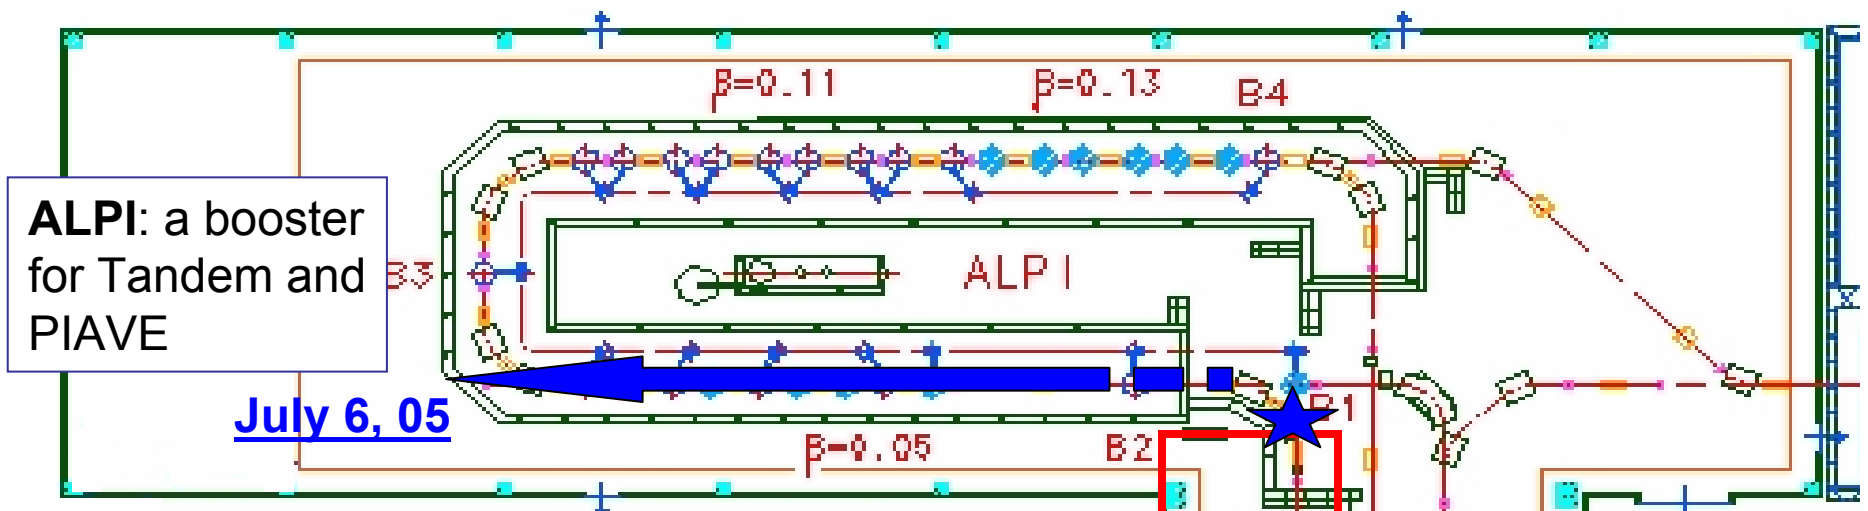 β=0.11
β=0.13
B4
ALPI: a booster
for Tandem and
PIAVE
B3
ALPI
July 6, 05
B1
β=0.05
B2